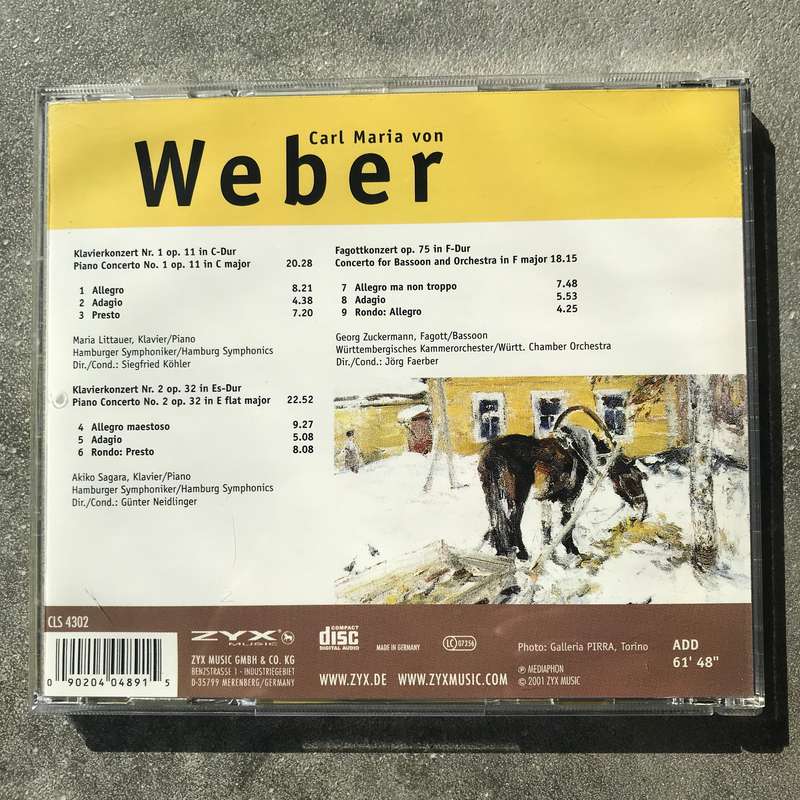 Carl Maria von
Weber
Klavierkonzert Nr. 1 op. 11 in C-Dur
Piano Concerto No. 1 op. 11 in C major 20.28
1 Allegro 8.21
2 Adagio 4.38
3 Presto 7.20
Maria Littauer, Klavier/Piano
Hamburger Symphoniker/Hamburg Symphonics
Dir./Cond.: Siegfried Köhler
Klavierkonzert Nr. 2 op. 32 in Es-Dur
Piano Concerto No. 2 op. 32 in E flat major 22.52
4 Allegro maestoso 9.27
5 Adagio 5.08
6 Rondo: Presto 8.08
Akiko Sagara, Klavier/Piano
Hamburger Symphoniker/Hamburg Symphonics
Dir./Cond.: Günter Neidlinger
Fagottkonzert op. 75 in F-Dur
Concerto for Bassoon and Orchestra in F major 18.15
7 Allegro ma non troppo 7.48
8 Adagio 5.53
9 Rondo: Allegro 4.25
Georg Zuckermann, Fagott/Bassoon
Württembergisches Kammerorchester/Württ. Chamber Orchestra
Dir./Cond.: Jörg Faerber
CLS 4302
0 90204 04891 5
ZYX
MUSIC
ZYX MUSIC GMBH & CO. KG
BENZSTRASSE 1 · INDUSTRIEGEBIET
D-35799 MERENBERG/GERMANY
COMPACT
disc
DIGITAL AUDIO
MADE IN GERMANY
LC 07356
WWW.ZYX.DE WWW.ZYXMUSIC.COM
Photo: Galleria PIRRA, Torino
℗ MEDIAPHON
© 2001 ZYX MUSIC
ADD
61' 48"